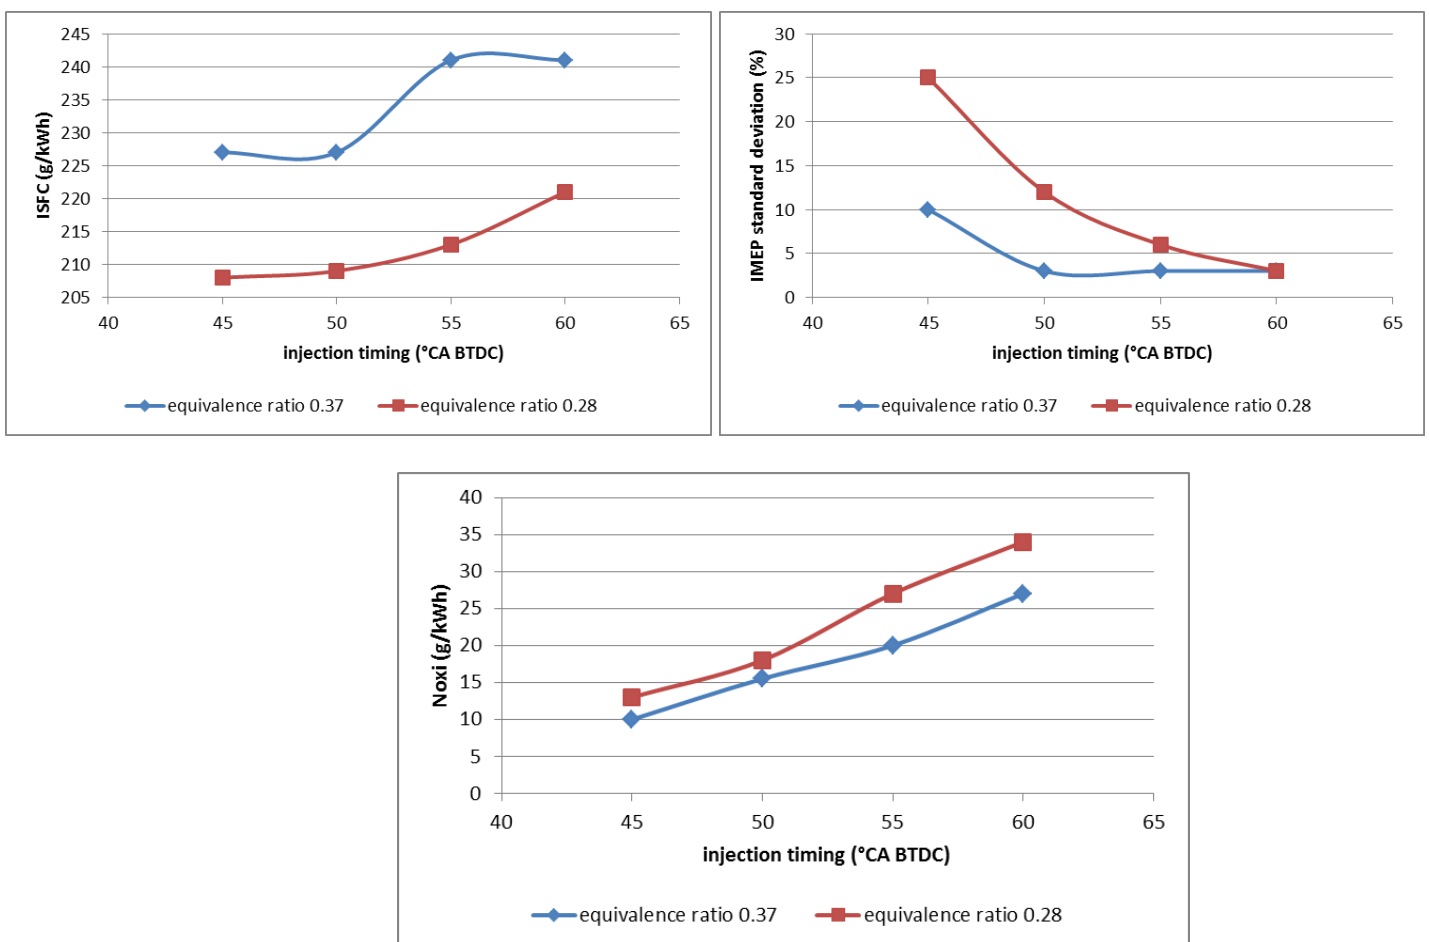 245
240
235
230
225
220
215
210
205
ISFC (g/kWh)
40 45 50 55 60 65
injection timing (°CA BTDC)
equivalence ratio 0.37 equivalence ratio 0.28
30
25
20
15
10
5
0
IMEP standard deviation (%)
40 45 50 55 60 65
injection timing (°CA BTDC)
equivalence ratio 0.37 equivalence ratio 0.28
40
35
30
25
20
15
10
5
0
Noxi (g/kWh)
40 45 50 55 60 65
injection timing (°CA BTDC)
equivalence ratio 0.37 equivalence ratio 0.28